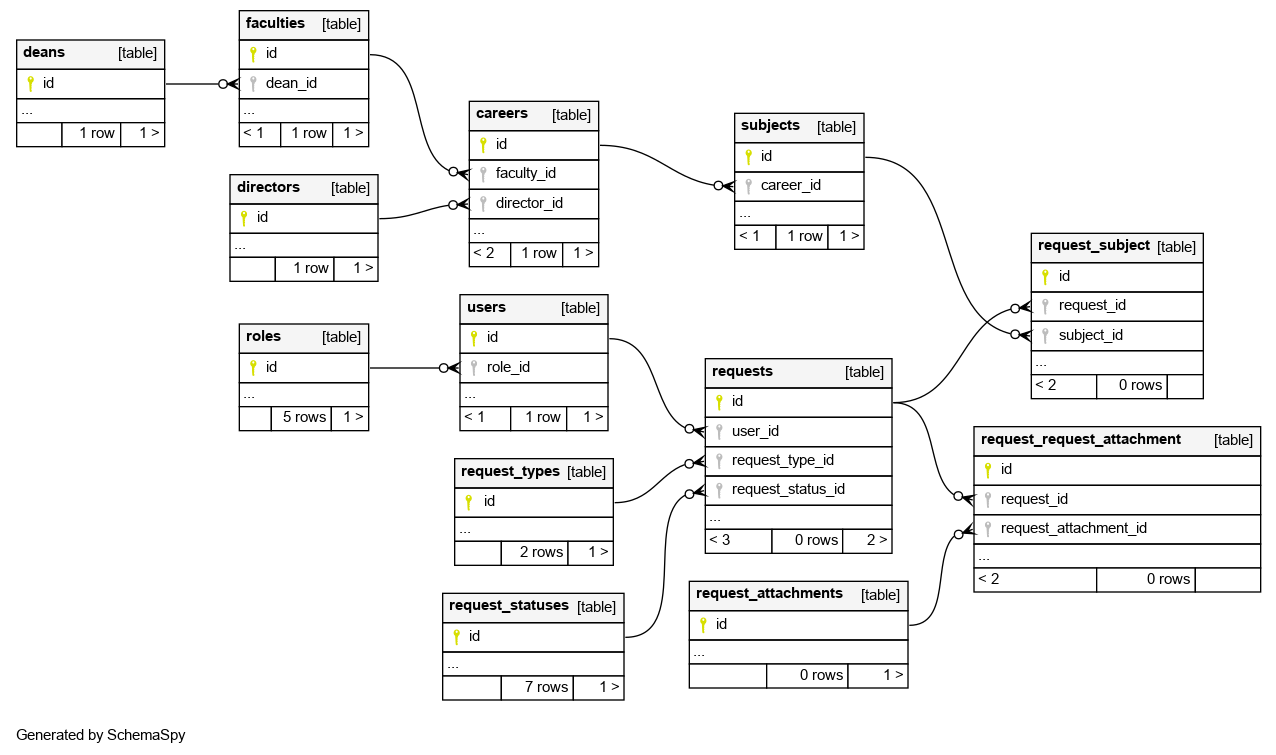 deans [table]
id
...
1 row 1 >
faculties [table]
id
dean_id
...
< 1 1 row 1 >
directors [table]
id
...
1 row 1 >
careers [table]
id
faculty_id
director_id
...
< 2 1 row 1 >
subjects [table]
id
career_id
...
< 1 1 row 1 >
roles [table]
id
...
5 rows 1 >
users [table]
id
role_id
...
< 1 1 row 1 >
request_types [table]
id
...
2 rows 1 >
request_statuses [table]
id
...
7 rows 1 >
requests [table]
id
user_id
request_type_id
request_status_id
...
< 3 0 rows 2 >
request_attachments [table]
id
...
0 rows 1 >
request_subject [table]
id
request_id
subject_id
...
< 2 0 rows
request_request_attachment [table]
id
request_id
request_attachment_id
...
< 2 0 rows
Generated by SchemaSpy